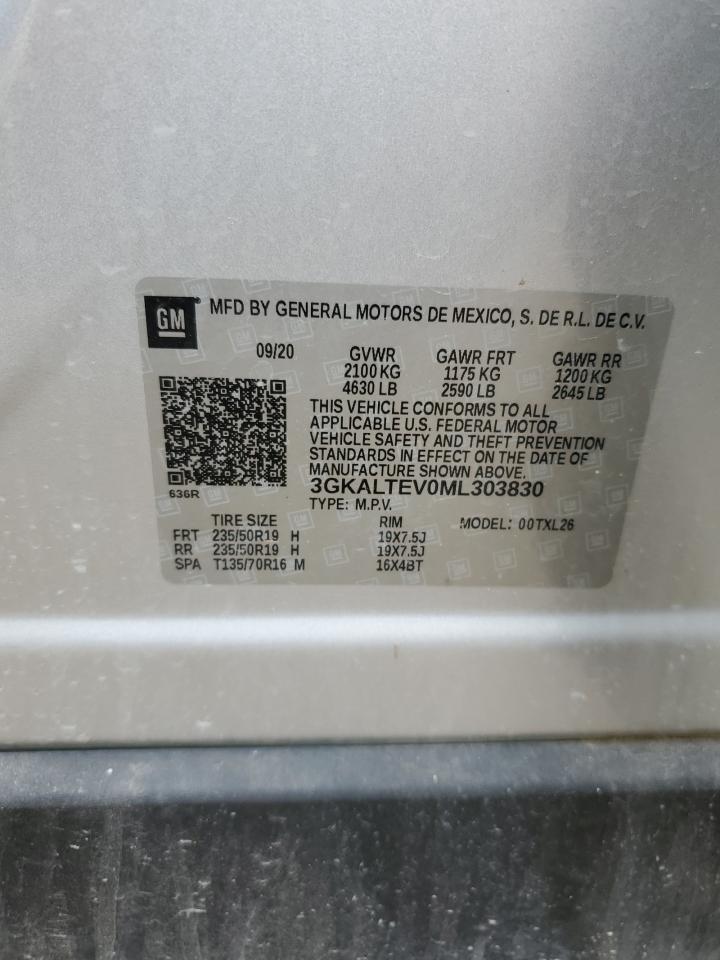 GM MFD BY GENERAL MOTORS DE MEXICO, S. DE R.L. DE C.V.
09/20 GVWR GAWR FRT GAWR RR
2100 KG 1175 KG 1200 KG
4630 LB 2590 LB 2645 LB
THIS VEHICLE CONFORMS TO ALL
APPLICABLE U.S. FEDERAL MOTOR
VEHICLE SAFETY AND THEFT PREVENTION
STANDARDS IN EFFECT ON THE DATE OF
MANUFACTURE SHOWN ABOVE.
636R 3GKALTEV0ML303830
TYPE: M.P.V.
TIRE SIZE RIM MODEL: 00TXL26
FRT 235/50R19 H 19X7.5J
RR 235/50R19 H 19X7.5J
SPA T135/70R16 M 16X4BT